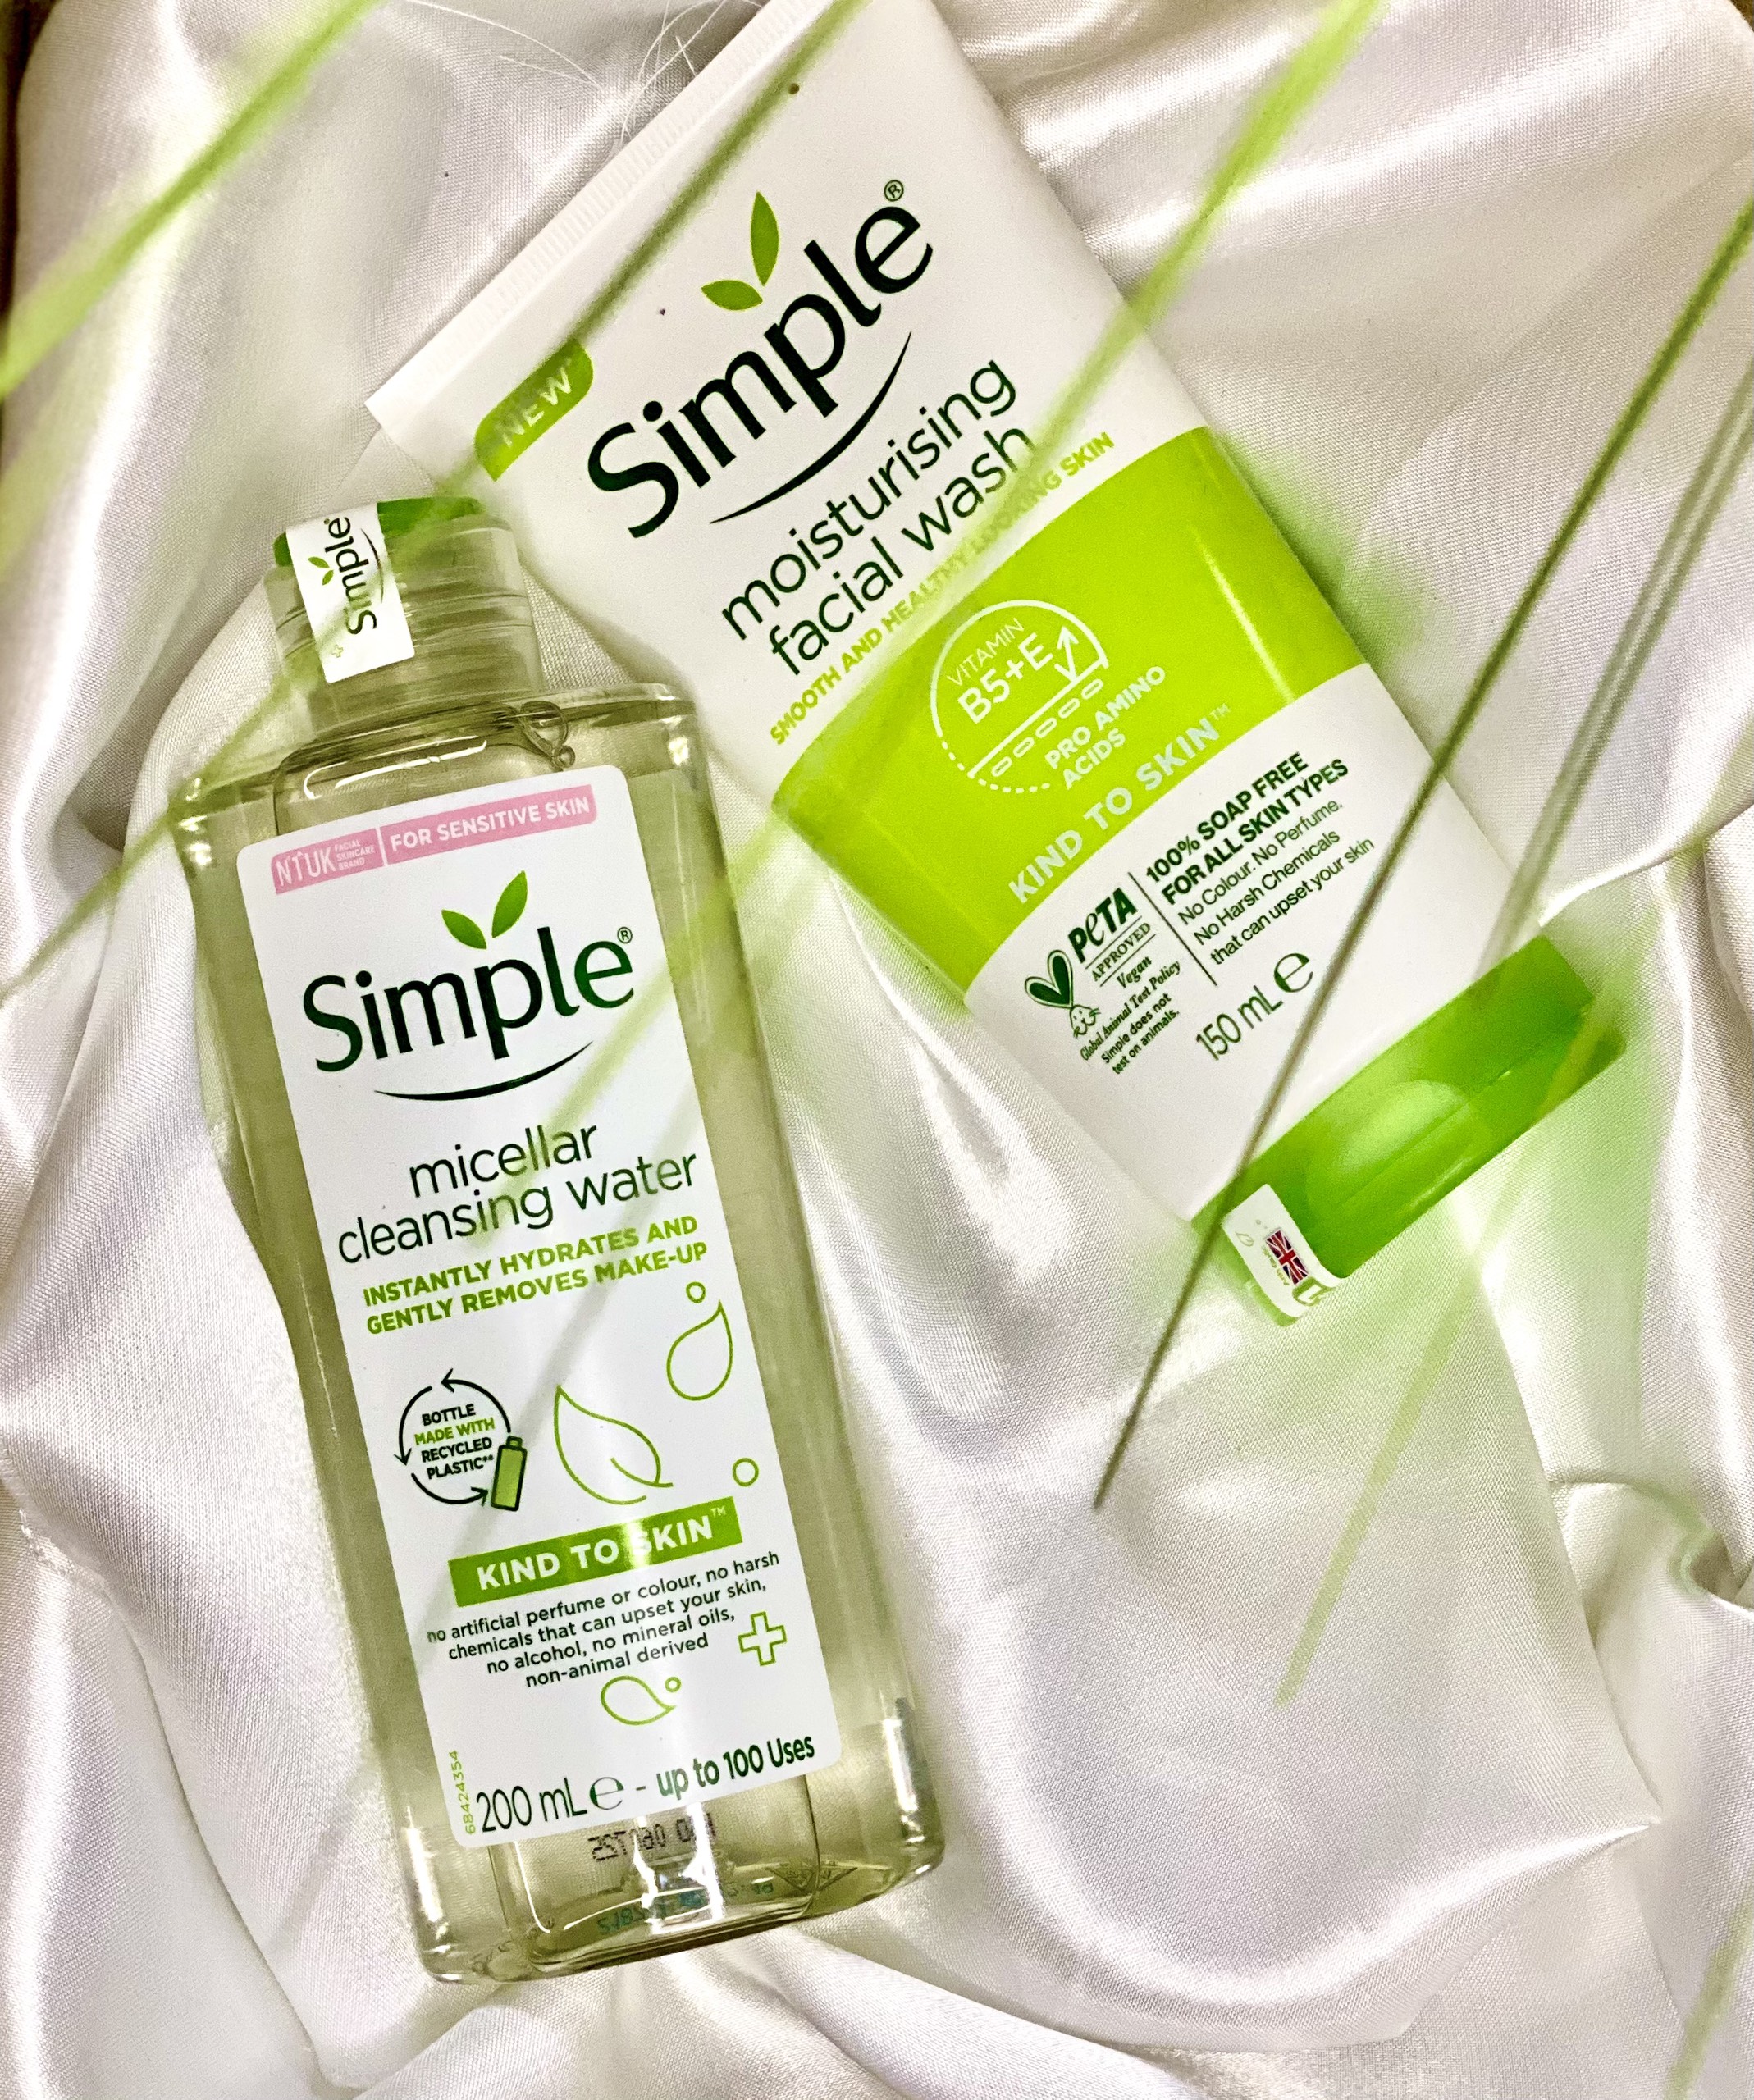 NEW
Simple®
moisturising
facial wash
SMOOTH AND HEALTHY LOOKING SKIN
VITAMIN
B5+E
PRO AMINO
ACIDS
KIND TO SKIN™
PETA
APPROVED
Vegan
Global Animal Test Policy
Simple does not
test on animals.
100% SOAP FREE
FOR ALL SKIN TYPES
No Colour. No Perfume.
No Harsh Chemicals
that can upset your skin
150 mL ℮
Simple
FACIAL
SKINCARE
BRAND
FOR SENSITIVE SKIN
Simple®
micellar
cleansing water
INSTANTLY HYDRATES AND
GENTLY REMOVES MAKE-UP
BOTTLE
MADE WITH
RECYCLED
PLASTIC**
KIND TO SKIN™
no artificial perfume or colour, no harsh
chemicals that can upset your skin,
no alcohol, no mineral oils,
non-animal derived
68424354
200 mL ℮ - up to 100 Uses